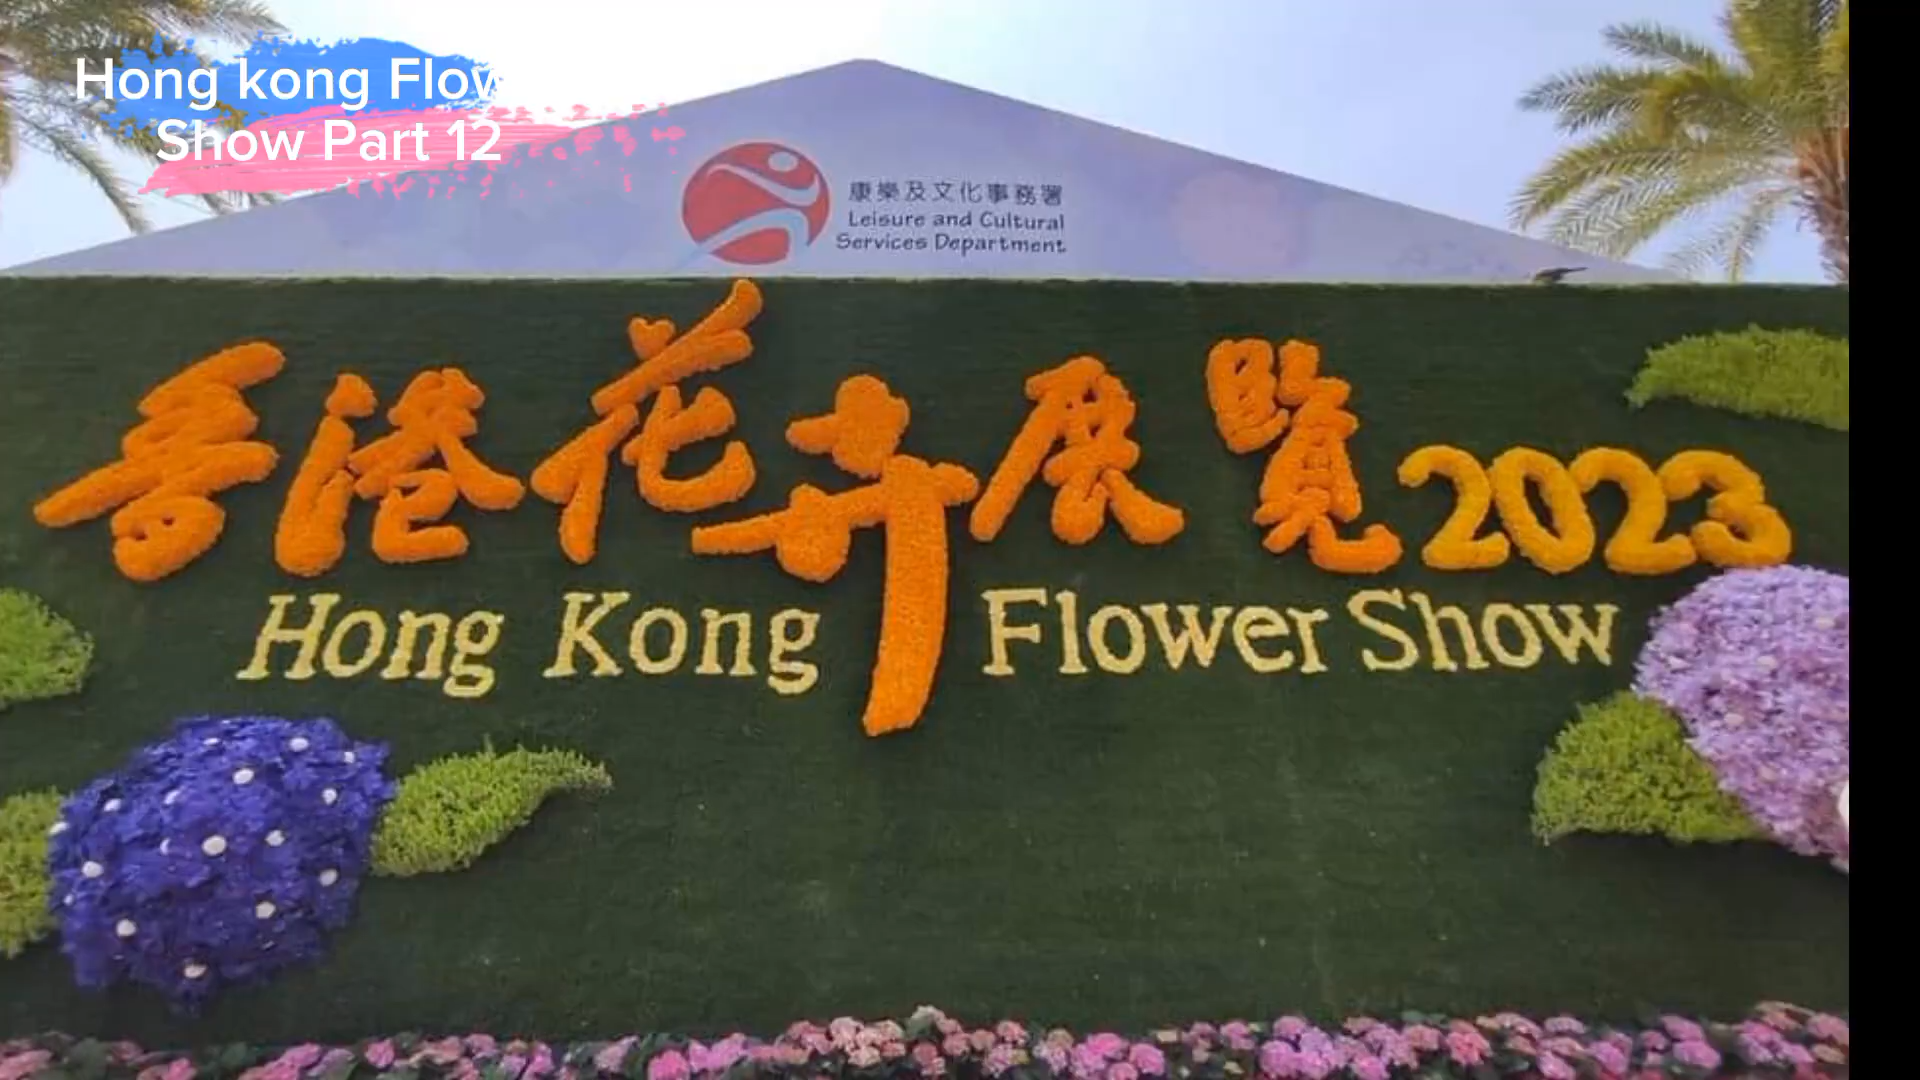 Hong kong Flow
Show Part 12
康樂及文化事務署
Leisure and Cultural
Services Department
香港花卉展覽2023
Hong Kong Flower Show